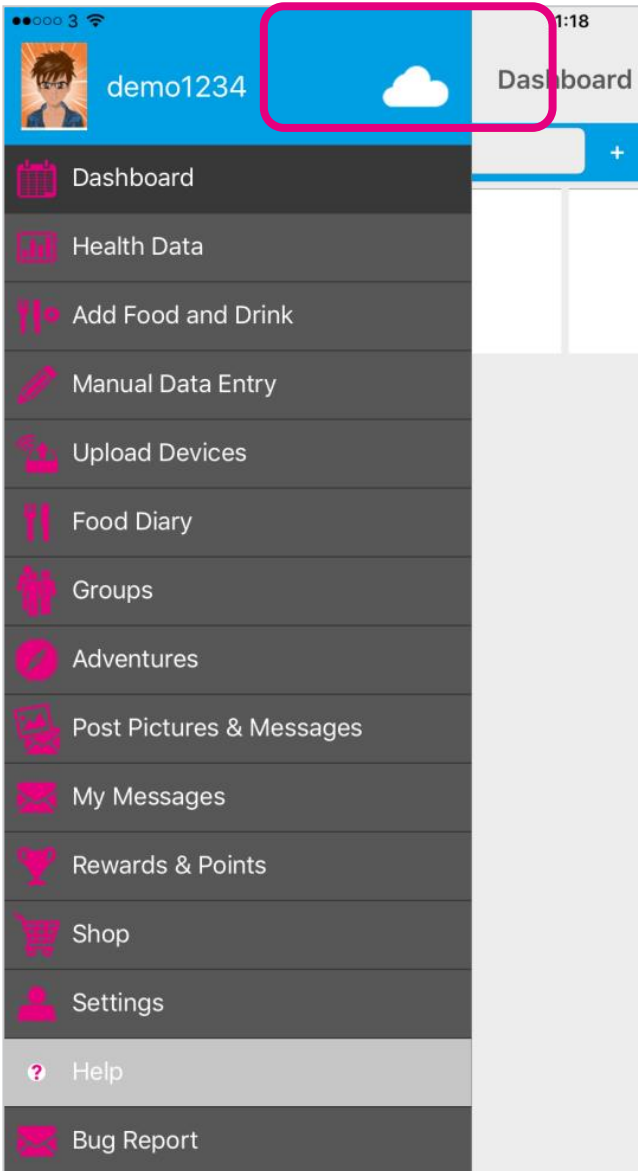 3 1:18
demo1234
Dashboard
+
Dashboard
Health Data
Add Food and Drink
Manual Data Entry
Upload Devices
Food Diary
Groups
Adventures
Post Pictures & Messages
My Messages
Rewards & Points
Shop
Settings
? Help
Bug Report